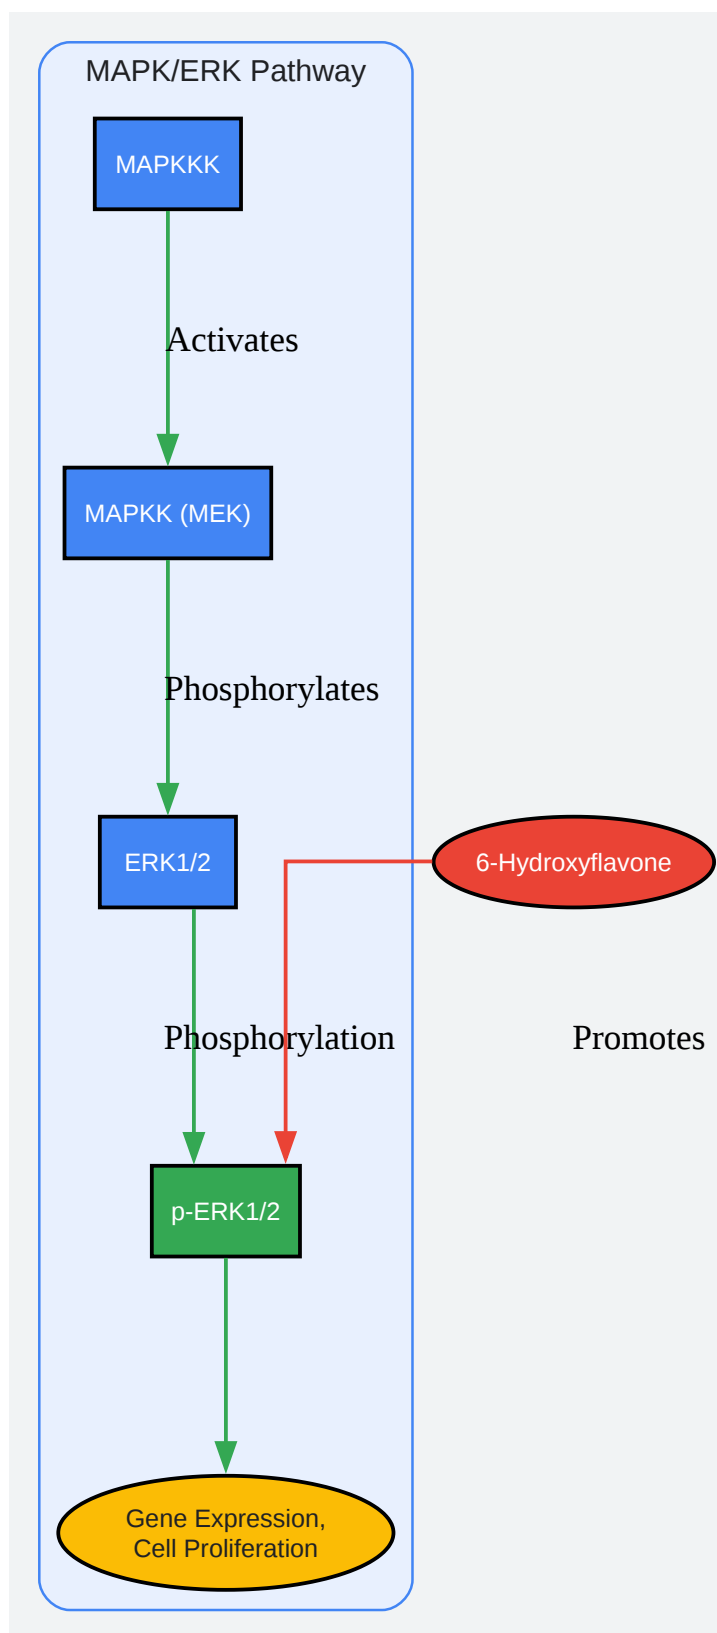 MAPK/ERK Pathway
MAPKKK
Activates
MAPKK (MEK)
Phosphorylates
ERK1/2
6-Hydroxyflavone
Phosphorylation
Promotes
p-ERK1/2
Gene Expression,
Cell Proliferation